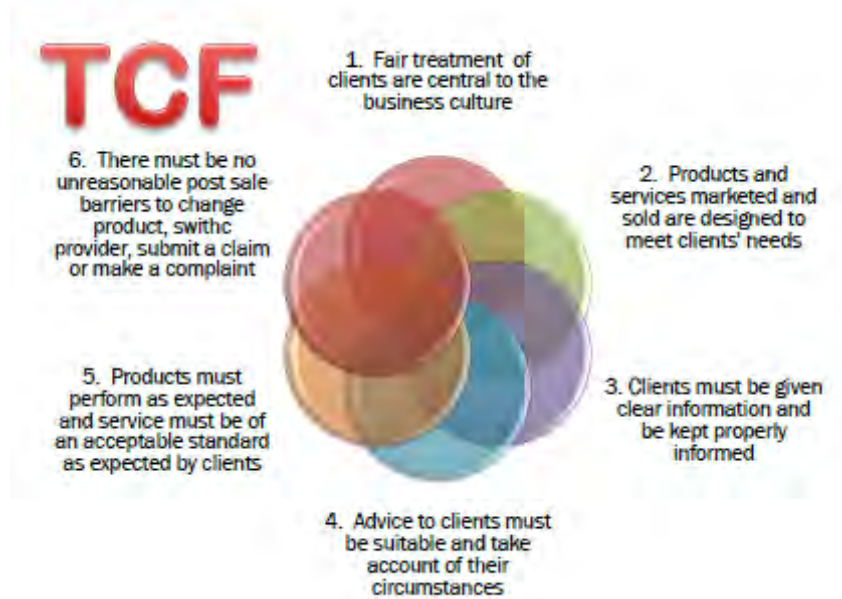 TCF
1. Fair treatment of
clients are central to the
business culture
2. Products and
services marketed and
sold are designed to
meet clients' needs
3. Clients must be given
clear information and
be kept properly
informed
4. Advice to clients must
be suitable and take
account of their
circumstances
5. Products must
perform as expected
and service must be of
an acceptable standard
as expected by clients
6. There must be no
unreasonable post sale
barriers to change
product, swithc
provider, submit a claim
or make a complaint